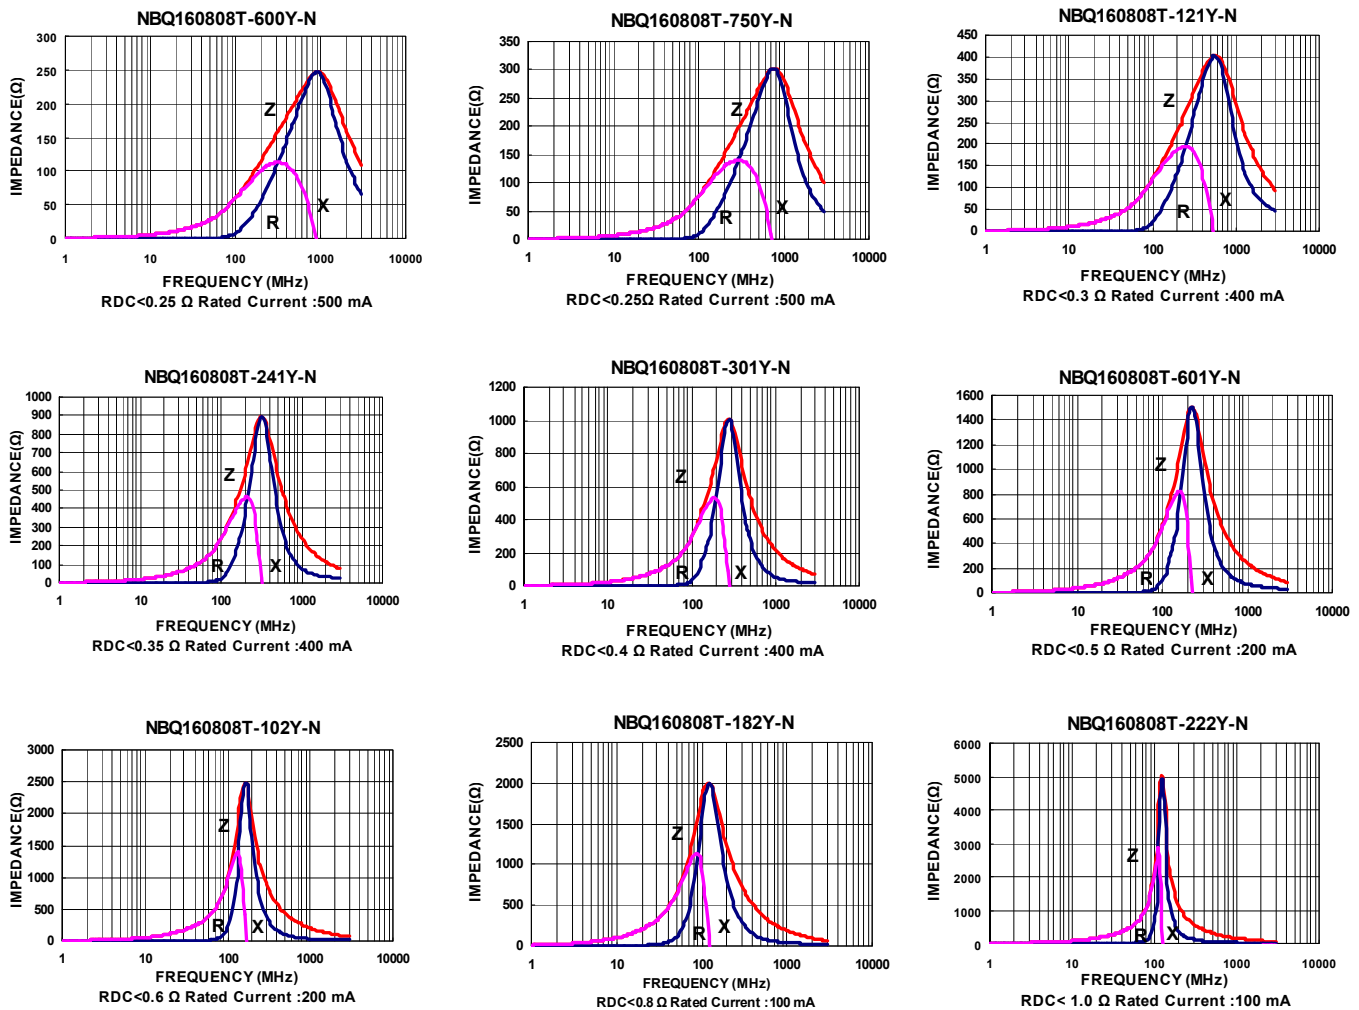 NBQ160808T-600Y-N
300
250
200
150
100
50
0
IMPEDANCE(Ω)
Z
R
X
1 10 100 1000 10000
FREQUENCY (MHz)
RDC<0.25 Ω Rated Current :500 mA
NBQ160808T-750Y-N
350
300
250
200
150
100
50
0
IMPEDANCE(Ω)
Z
R
X
1 10 100 1000 10000
FREQUENCY (MHz)
RDC<0.25Ω Rated Current :500 mA
NBQ160808T-121Y-N
450
400
350
300
250
200
150
100
50
0
IMPEDANCE(Ω)
Z
R
X
1 10 100 1000 10000
FREQUENCY (MHz)
RDC<0.3 Ω Rated Current :400 mA
NBQ160808T-241Y-N
1000
900
800
700
600
500
400
300
200
100
0
IMPEDANCE(Ω)
Z
R
X
1 10 100 1000 10000
FREQUENCY (MHz)
RDC<0.35 Ω Rated Current :400 mA
NBQ160808T-301Y-N
1200
1000
800
600
400
200
0
IMPEDANCE(Ω)
Z
R
X
1 10 100 1000 10000
FREQUENCY (MHz)
RDC<0.4 Ω Rated Current :400 mA
NBQ160808T-601Y-N
1600
1400
1200
1000
800
600
400
200
0
IMPEDANCE(Ω)
Z
R
X
1 10 100 1000 10000
FREQUENCY (MHz)
RDC<0.5 Ω Rated Current :200 mA
NBQ160808T-102Y-N
3000
2500
2000
1500
1000
500
0
IMPEDANCE(Ω)
Z
R
X
1 10 100 1000 10000
FREQUENCY (MHz)
RDC<0.6 Ω Rated Current :200 mA
NBQ160808T-182Y-N
2500
2000
1500
1000
500
0
IMPEDANCE(Ω)
Z
R
X
1 10 100 1000 10000
FREQUENCY (MHz)
RDC<0.8 Ω Rated Current :100 mA
NBQ160808T-222Y-N
6000
5000
4000
3000
2000
1000
0
IMPEDANCE(Ω)
Z
R
X
1 10 100 1000 10000
FREQUENCY (MHz)
RDC< 1.0 Ω Rated Current :100 mA